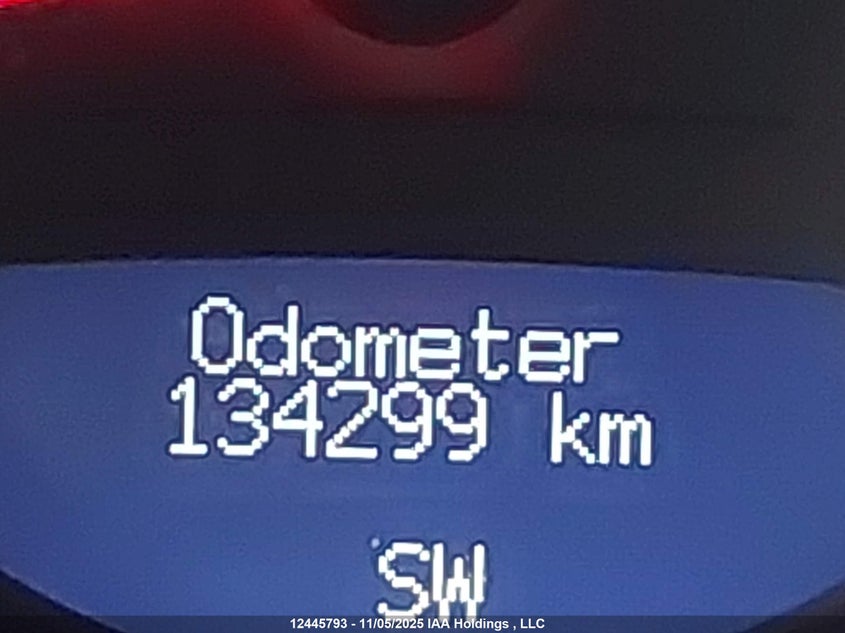 Odometer
134299 km
SW
12445793 - 11/05/2025 IAA Holdings , LLC